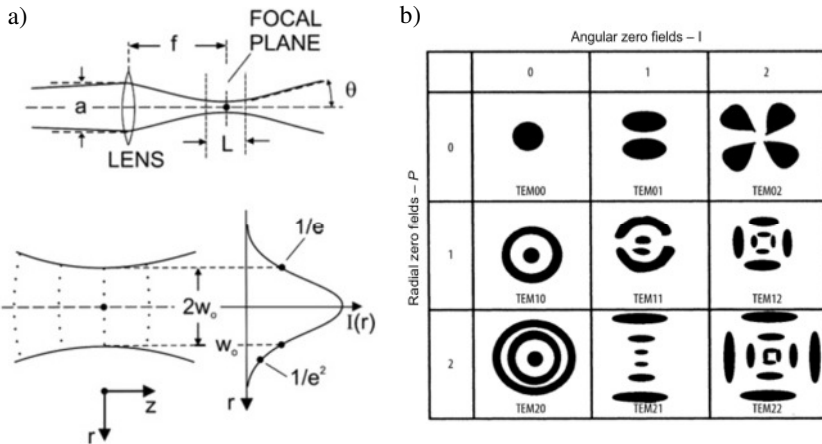 a)
f
FOCAL
PLANE
θ
a
LENS
L
1/e
2w₀
I(r)
w₀
1/e²
z
r
r
b)
Angular zero fields – I
0
1
2
Radial zero fields – P
0
TEM00
TEM01
TEM02
1
TEM10
TEM11
TEM12
2
TEM20
TEM21
TEM22